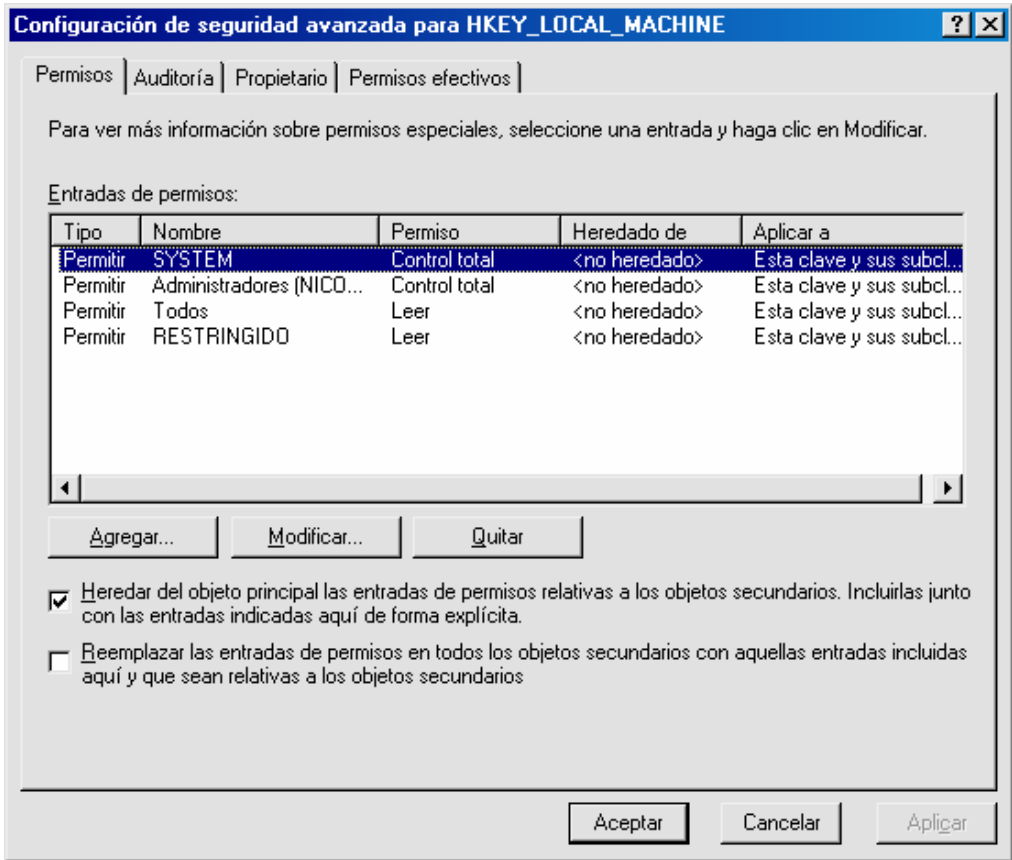 Configuración de seguridad avanzada para HKEY_LOCAL_MACHINE
Permisos Auditoría Propietario Permisos efectivos
Para ver más información sobre permisos especiales, seleccione una entrada y haga clic en Modificar.
Entradas de permisos:
Tipo Nombre Permiso Heredado de Aplicar a
Permitir SYSTEM Control total <no heredado> Esta clave y sus subcl...
Permitir Administradores (NICO... Control total <no heredado> Esta clave y sus subcl...
Permitir Todos Leer <no heredado> Esta clave y sus subcl...
Permitir RESTRINGIDO Leer <no heredado> Esta clave y sus subcl...
Agregar... Modificar... Quitar
Heredar del objeto principal las entradas de permisos relativas a los objetos secundarios. Incluirlas junto
con las entradas indicadas aquí de forma explícita.
Reemplazar las entradas de permisos en todos los objetos secundarios con aquellas entradas incluidas
aquí y que sean relativas a los objetos secundarios
Aceptar Cancelar Aplicar